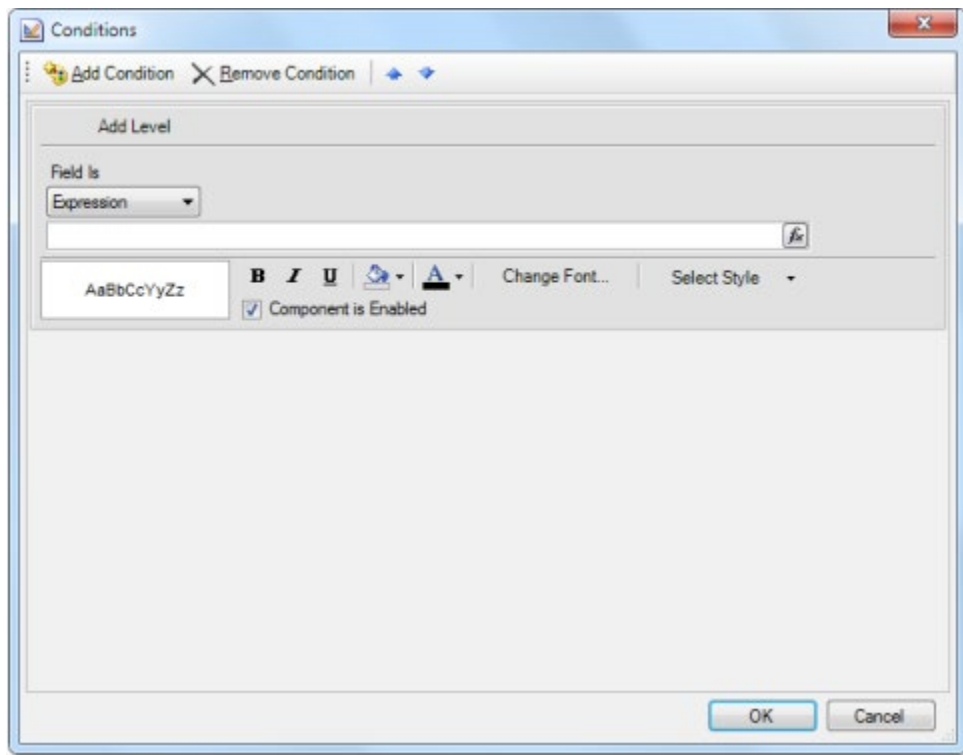 Conditions
Add Condition Remove Condition
Add Level
Field Is
Expression
fx
AaBbCcYyZz B I U A Change Font... Select Style
Component is Enabled
OK Cancel